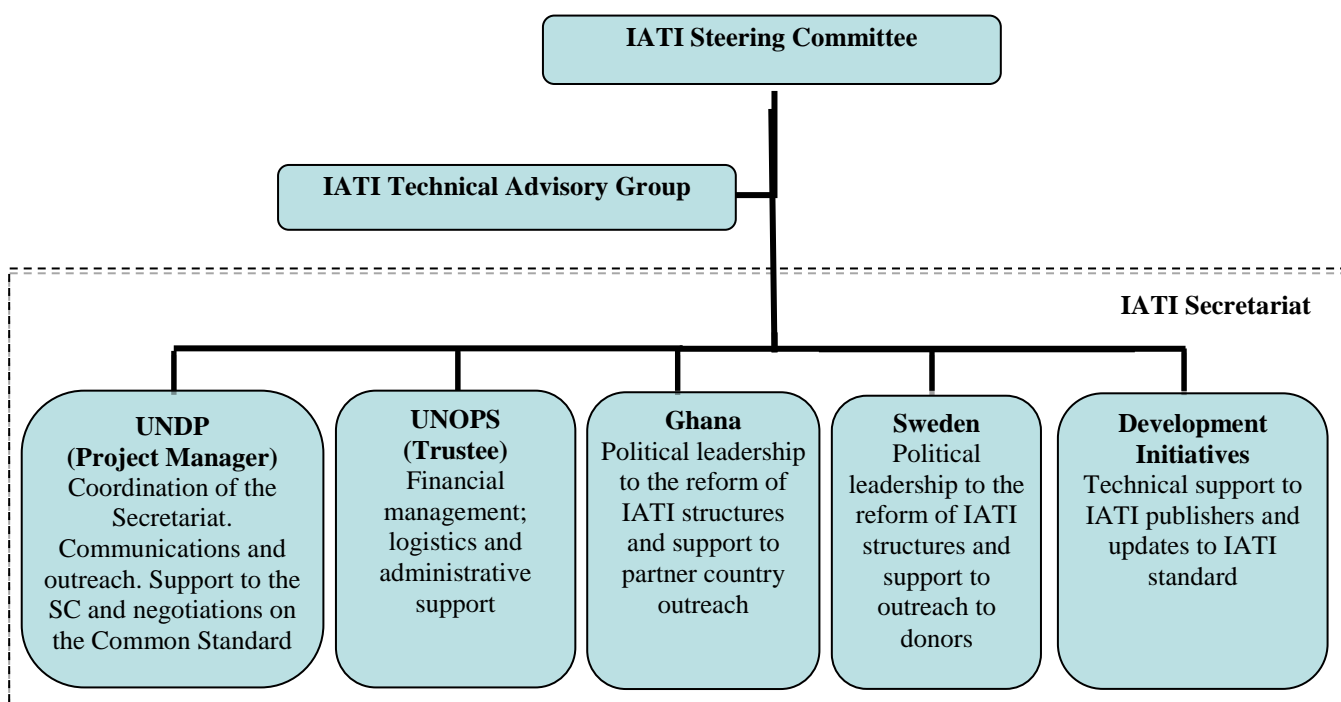 IATI Steering Committee
IATI Technical Advisory Group
IATI Secretariat
UNDP
(Project Manager)
Coordination of the
Secretariat.
Communications and
outreach. Support to the
SC and negotiations on
the Common Standard
UNOPS
(Trustee)
Financial
management;
logistics and
administrative
support
Ghana
Political leadership
to the reform of
IATI structures
and support to
partner country
outreach
Sweden
Political
leadership to the
reform of IATI
structures and
support to
outreach to
donors
Development
Initiatives
Technical support to
IATI publishers and
updates to IATI
standard